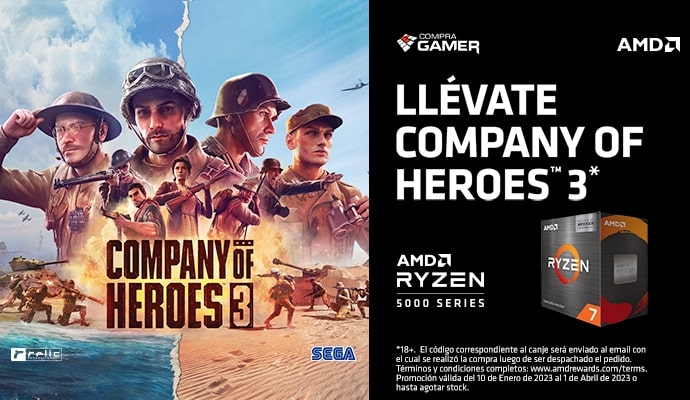 COMPANY OF
HEROES 3
relic
SEGA
COMPRA
GAMER
AMD
LLÉVATE
COMPANY OF
HEROES™ 3*
AMD
RYZEN
5000 SERIES
AMD
RYZEN
7
AMD
*18+. El código correspondiente al canje será enviado al email con
el cual se realizó la compra luego de ser despachado el pedido.
Términos y condiciones completos: www.amdrewards.com/terms.
Promoción válida del 10 de Enero de 2023 al 1 de Abril de 2023 o
hasta agotar stock.